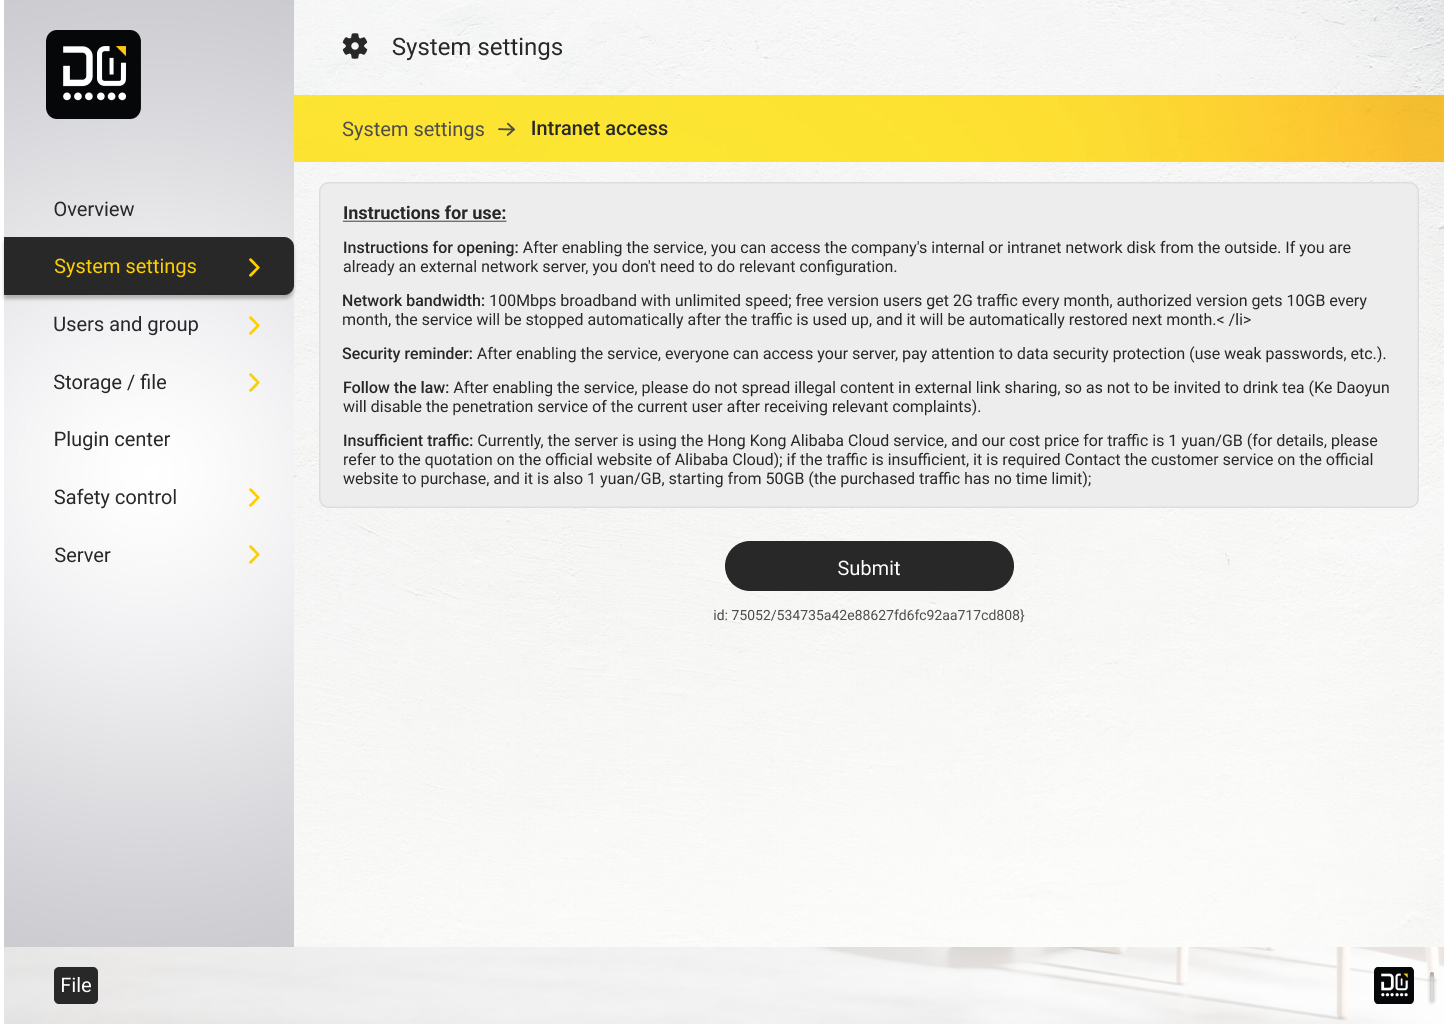 System settings
System settings → Intranet access
Overview
System settings
Users and group
Storage / file
Plugin center
Safety control
Server
Instructions for use:
Instructions for opening: After enabling the service, you can access the company's internal or intranet network disk from the outside. If you are
already an external network server, you don't need to do relevant configuration.
Network bandwidth: 100Mbps broadband with unlimited speed; free version users get 2G traffic every month, authorized version gets 10GB every
month, the service will be stopped automatically after the traffic is used up, and it will be automatically restored next month.< /li>
Security reminder: After enabling the service, everyone can access your server, pay attention to data security protection (use weak passwords, etc.).
Follow the law: After enabling the service, please do not spread illegal content in external link sharing, so as not to be invited to drink tea (Ke Daoyun
will disable the penetration service of the current user after receiving relevant complaints).
Insufficient traffic: Currently, the server is using the Hong Kong Alibaba Cloud service, and our cost price for traffic is 1 yuan/GB (for details, please
refer to the quotation on the official website of Alibaba Cloud); if the traffic is insufficient, it is required Contact the customer service on the official
website to purchase, and it is also 1 yuan/GB, starting from 50GB (the purchased traffic has no time limit);
Submit
id: 75052/534735a42e88627fd6fc92aa717cd808}
File